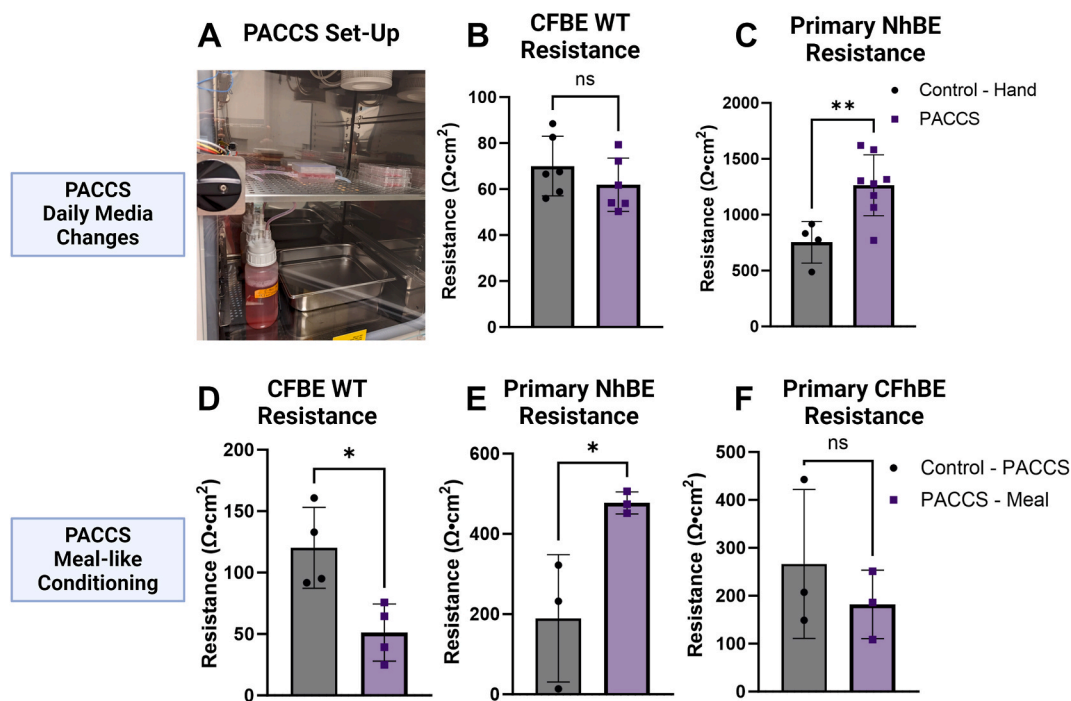 A PACCS Set-Up
B CFBE WT
Resistance
ns
Resistance (Ω•cm²)
100
80
60
40
20
0
C Primary NhBE
Resistance
Control - Hand
PACCS
**
Resistance (Ω•cm²)
2000
1500
1000
500
0
PACCS
Daily Media
Changes
D CFBE WT
Resistance
*
Resistance (Ω•cm²)
200
150
100
50
0
E Primary NhBE
Resistance
*
Resistance (Ω•cm²)
600
400
200
0
F Primary CFhBE
Resistance
ns
Control - PACCS
PACCS - Meal
Resistance (Ω•cm²)
500
400
300
200
100
0
PACCS
Meal-like
Conditioning